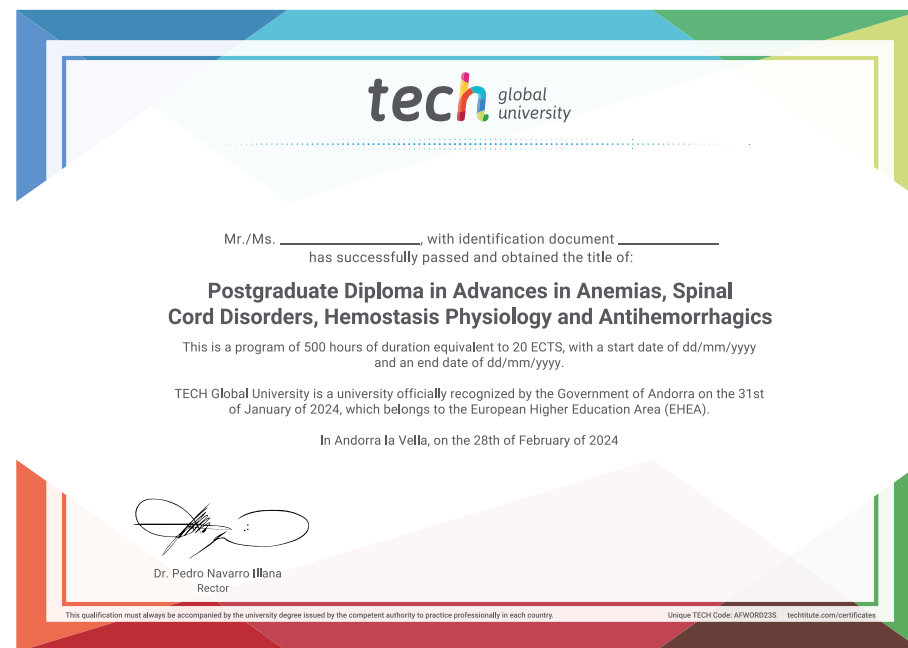 tech global
university
Mr./Ms. ____________, with identification document ____________
has successfully passed and obtained the title of:
Postgraduate Diploma in Advances in Anemias, Spinal
Cord Disorders, Hemostasis Physiology and Antihemorrhagics
This is a program of 500 hours of duration equivalent to 20 ECTS, with a start date of dd/mm/yyyy
and an end date of dd/mm/yyyy.
TECH Global University is a university officially recognized by the Government of Andorra on the 31st
of January of 2024, which belongs to the European Higher Education Area (EHEA).
In Andorra la Vella, on the 28th of February of 2024
Dr. Pedro Navarro Illana
Rector
This qualification must always be accompanied by the university degree issued by the competent authority to practice professionally in each country.
Unique TECH Code: AFWORD23S techtitute.com/certificates